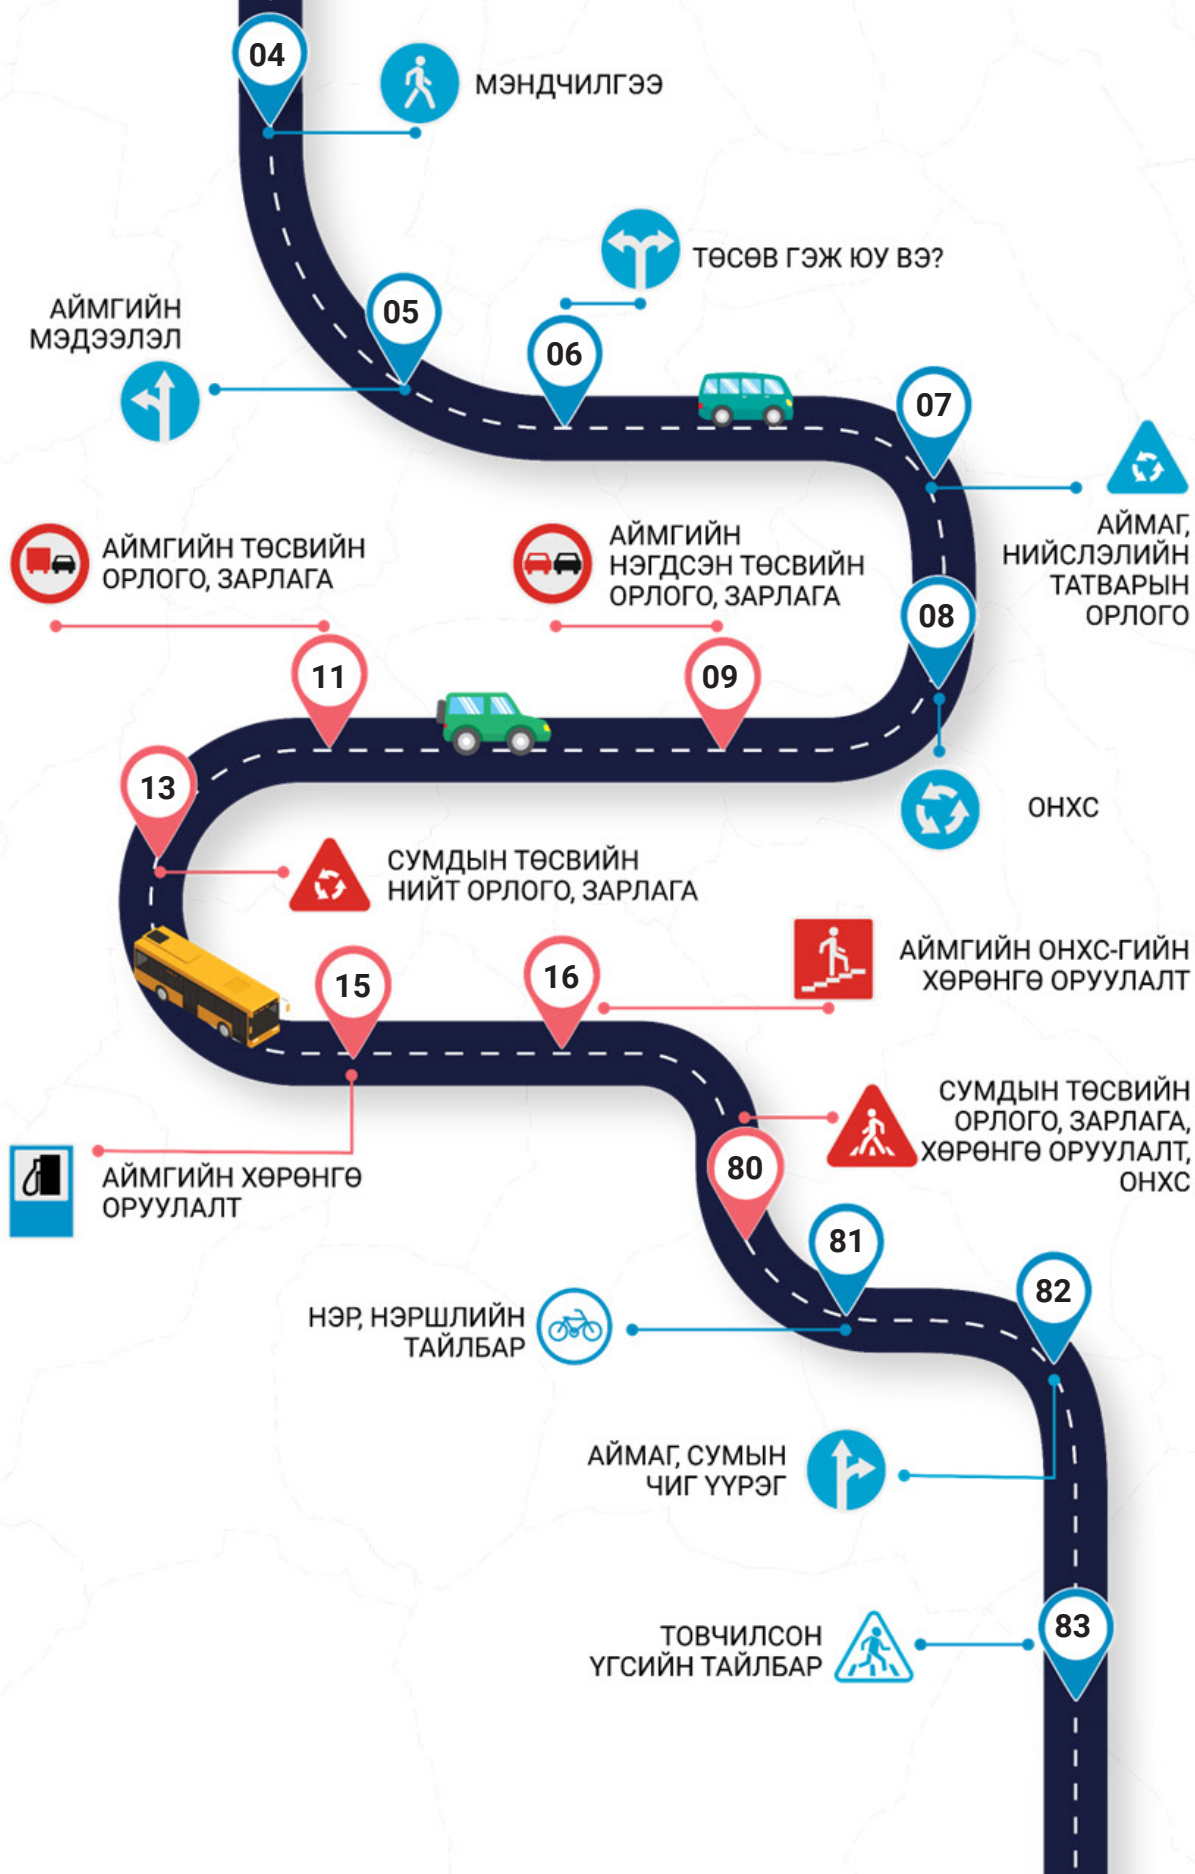 04
МЭНДЧИЛГЭЭ
05
АЙМГИЙН
МЭДЭЭЛЭЛ
06
ТӨСӨВ ГЭЖ ЮУ ВЭ?
07
АЙМАГ,
НИЙСЛЭЛИЙН
ТАТВАРЫН
ОРЛОГО
08
ОНХС
09
АЙМГИЙН
НЭГДСЭН ТӨСВИЙН
ОРЛОГО, ЗАРЛАГА
11
АЙМГИЙН ТӨСВИЙН
ОРЛОГО, ЗАРЛАГА
13
СУМДЫН ТӨСВИЙН
НИЙТ ОРЛОГО, ЗАРЛАГА
15
АЙМГИЙН ХӨРӨНГӨ
ОРУУЛАЛТ
16
АЙМГИЙН ОНХС-ГИЙН
ХӨРӨНГӨ ОРУУЛАЛТ
80
СУМДЫН ТӨСВИЙН
ОРЛОГО, ЗАРЛАГА,
ХӨРӨНГӨ ОРУУЛАЛТ,
ОНХС
81
НЭР, НЭРШЛИЙН
ТАЙЛБАР
82
АЙМАГ, СУМЫН
ЧИГ ҮҮРЭГ
83
ТОВЧИЛСОН
ҮГСИЙН ТАЙЛБАР